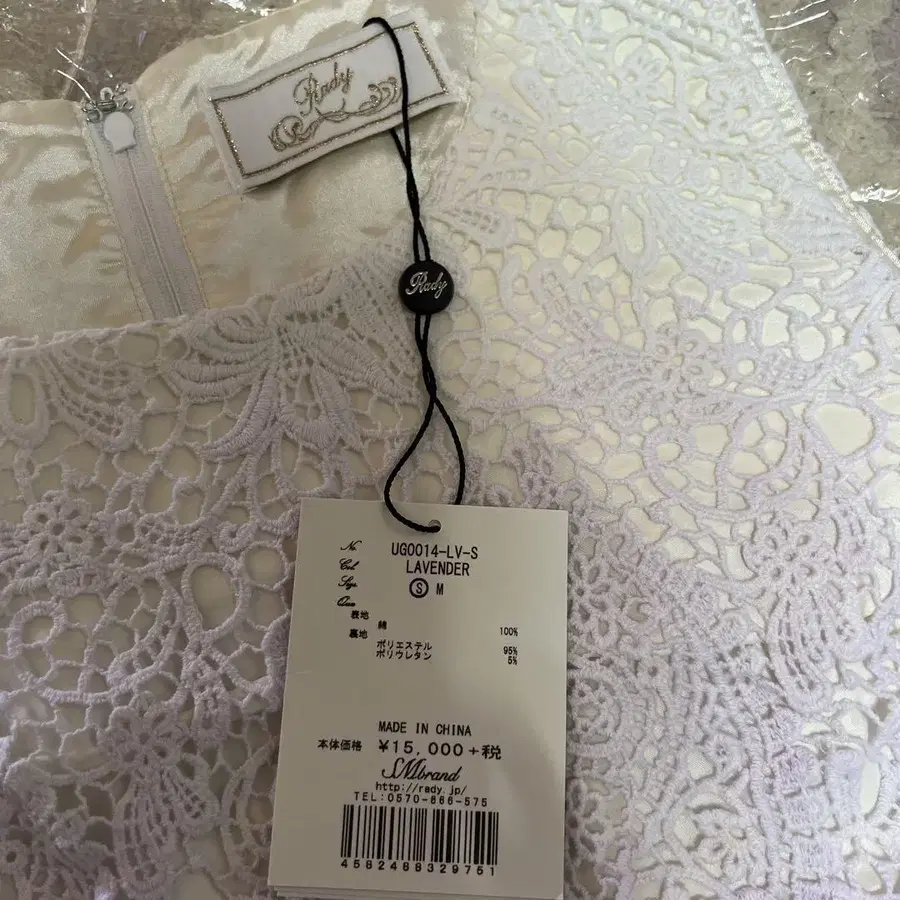 Rady
Rady
No. UG0014-LV-S
Col. LAVENDER
Size. Ⓢ M
Qua
表地 綿 100%
裏地 ポリエステル 95%
ポリウレタン 5%
MADE IN CHINA
本体価格 ¥15,000+税
SMbrand
http://rady.jp/
TEL:0570-666-575
4582488329751